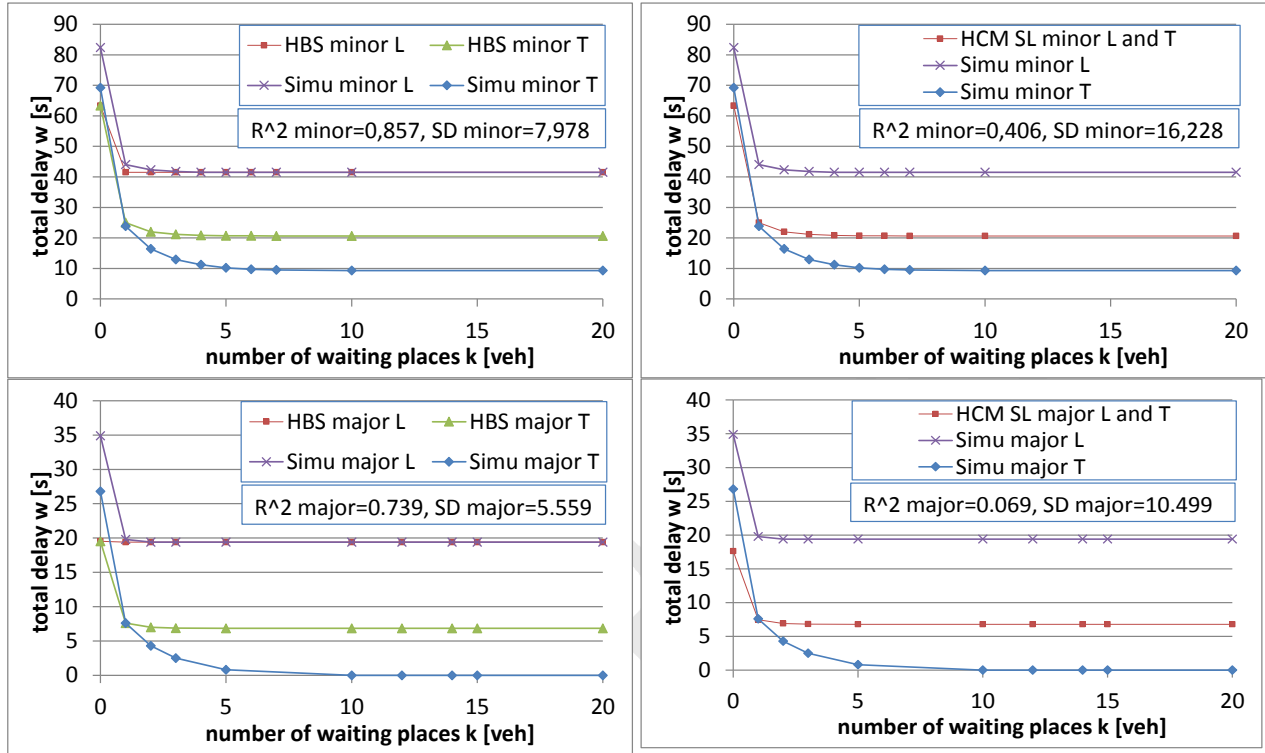 90
80
70
60
50
40
30
20
10
0
total delay w [s]
HBS minor L
HBS minor T
Simu minor L
Simu minor T
R^2 minor=0,857, SD minor=7,978
0 5 10 15 20
number of waiting places k [veh]
90
80
70
60
50
40
30
20
10
0
total delay w [s]
HCM SL minor L and T
Simu minor L
Simu minor T
R^2 minor=0,406, SD minor=16,228
0 5 10 15 20
number of waiting places k [veh]
40
35
30
25
20
15
10
5
0
total delay w [s]
HBS major L
HBS major T
Simu major L
Simu major T
R^2 major=0.739, SD major=5.559
0 5 10 15 20
number of waiting places k [veh]
40
35
30
25
20
15
10
5
0
total delay w [s]
HCM SL major L and T
Simu major L
Simu major T
R^2 major=0.069, SD major=10.499
0 5 10 15 20
number of waiting places k [veh]